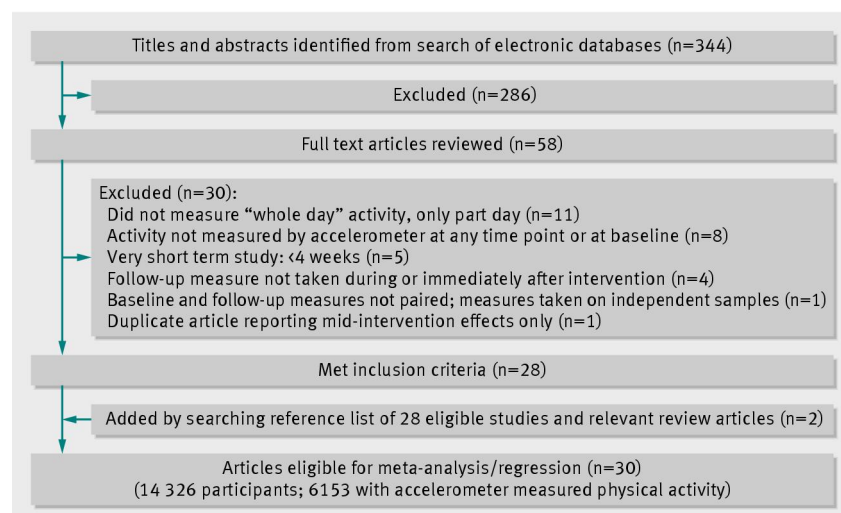 Titles and abstracts identified from search of electronic databases (n=344)
Excluded (n=286)
Full text articles reviewed (n=58)
Excluded (n=30):
Did not measure “whole day” activity, only part day (n=11)
Activity not measured by accelerometer at any time point or at baseline (n=8)
Very short term study: <4 weeks (n=5)
Follow-up measure not taken during or immediately after intervention (n=4)
Baseline and follow-up measures not paired; measures taken on independent samples (n=1)
Duplicate article reporting mid-intervention effects only (n=1)
Met inclusion criteria (n=28)
Added by searching reference list of 28 eligible studies and relevant review articles (n=2)
Articles eligible for meta-analysis/regression (n=30)
(14 326 participants; 6153 with accelerometer measured physical activity)